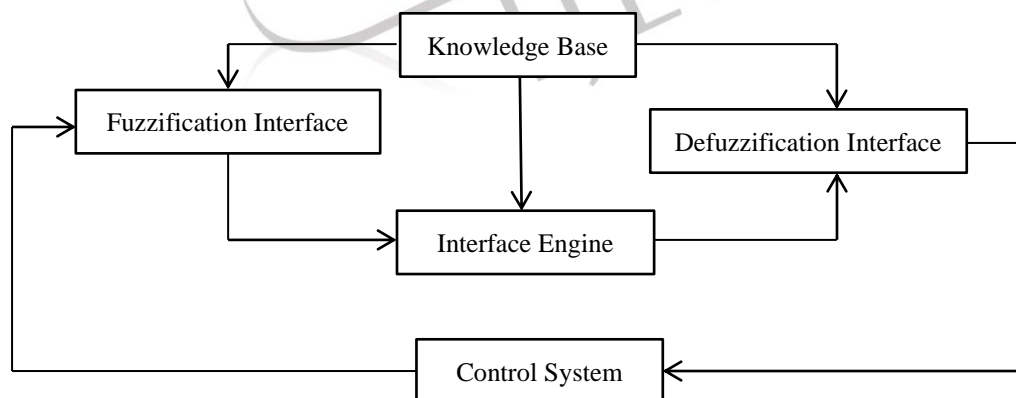 Knowledge Base
Fuzzification Interface
Defuzzification Interface
Interface Engine
Control System